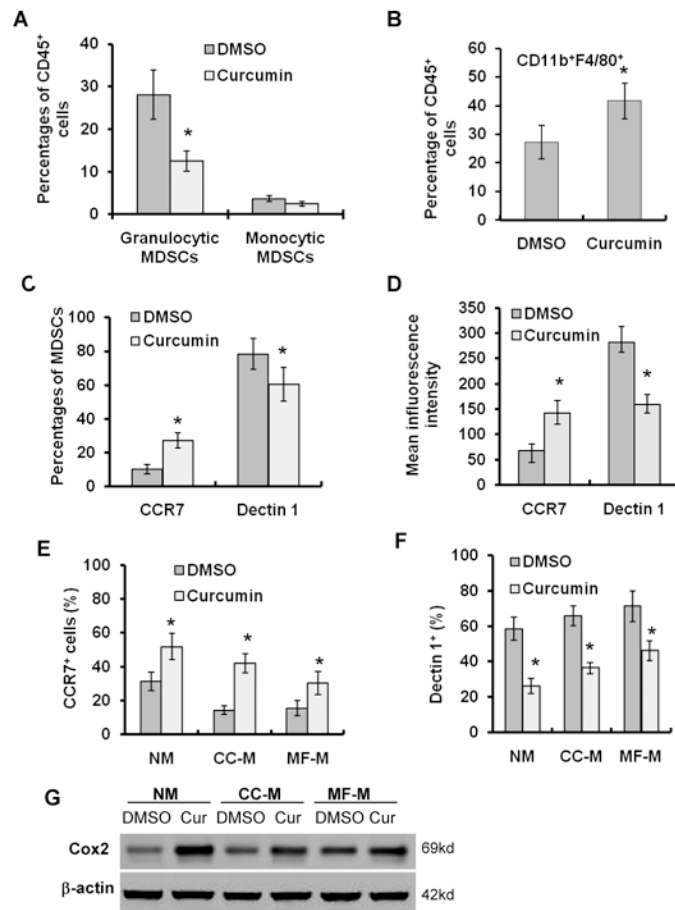 A
Percentages of CD45⁺
cells
40
30
20
10
0
DMSO
Curcumin
*
Granulocytic
MDSCs
Monocytic
MDSCs
B
Percentage of CD45⁺
cells
60
50
40
30
20
10
0
CD11b⁺F4/80⁺
*
DMSO
Curcumin
C
Percentages of MDSCs
100
80
60
40
20
0
DMSO
Curcumin
*
*
CCR7
Dectin 1
D
Mean influorescence
intensity
350
300
250
200
150
100
50
0
DMSO
Curcumin
*
*
CCR7
Dectin 1
E
CCR7⁺ cells (%)
100
80
60
40
20
0
DMSO
Curcumin
*
*
*
NM
CC-M
MF-M
F
Dectin 1⁺ (%)
100
80
60
40
20
0
DMSO
Curcumin
*
*
*
NM
CC-M
MF-M
G
NM CC-M MF-M
DMSO Cur DMSO Cur DMSO Cur
Cox2 69kd
β-actin 42kd